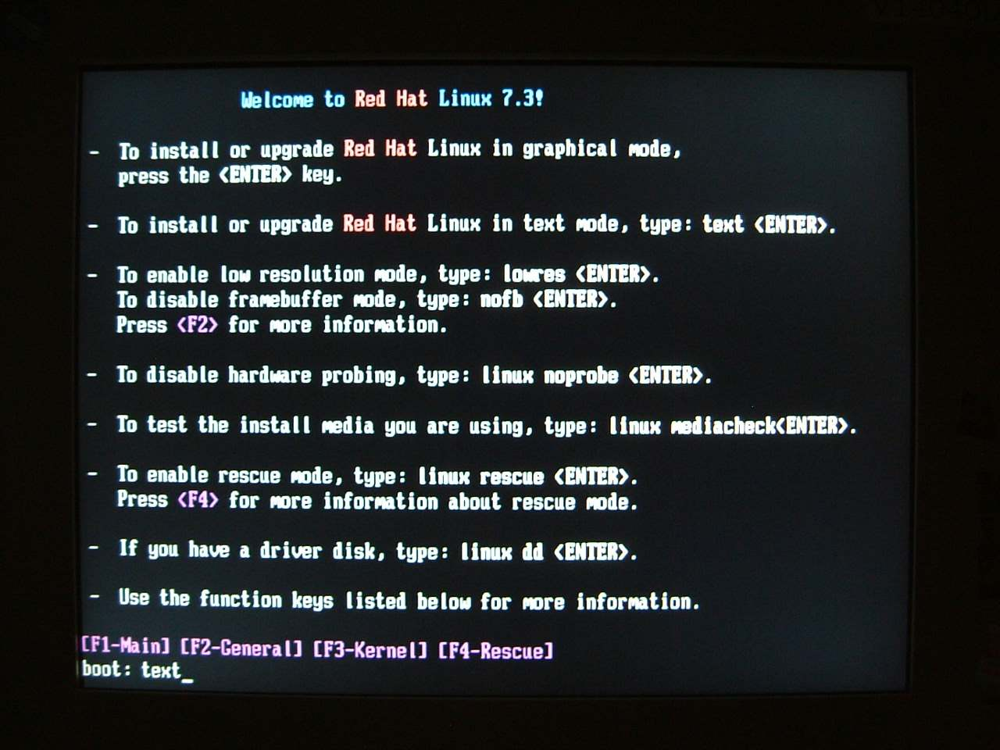 Welcome to Red Hat Linux 7.3!
- To install or upgrade Red Hat Linux in graphical mode,
press the <ENTER> key.
- To install or upgrade Red Hat Linux in text mode, type: text <ENTER>.
- To enable low resolution mode, type: lowres <ENTER>.
To disable framebuffer mode, type: nofb <ENTER>.
Press <F2> for more information.
- To disable hardware probing, type: linux noprobe <ENTER>.
- To test the install media you are using, type: linux mediacheck<ENTER>.
- To enable rescue mode, type: linux rescue <ENTER>.
Press <F4> for more information about rescue mode.
- If you have a driver disk, type: linux dd <ENTER>.
- Use the function keys listed below for more information.
[F1-Main] [F2-General] [F3-Kernel] [F4-Rescue]
boot: text_